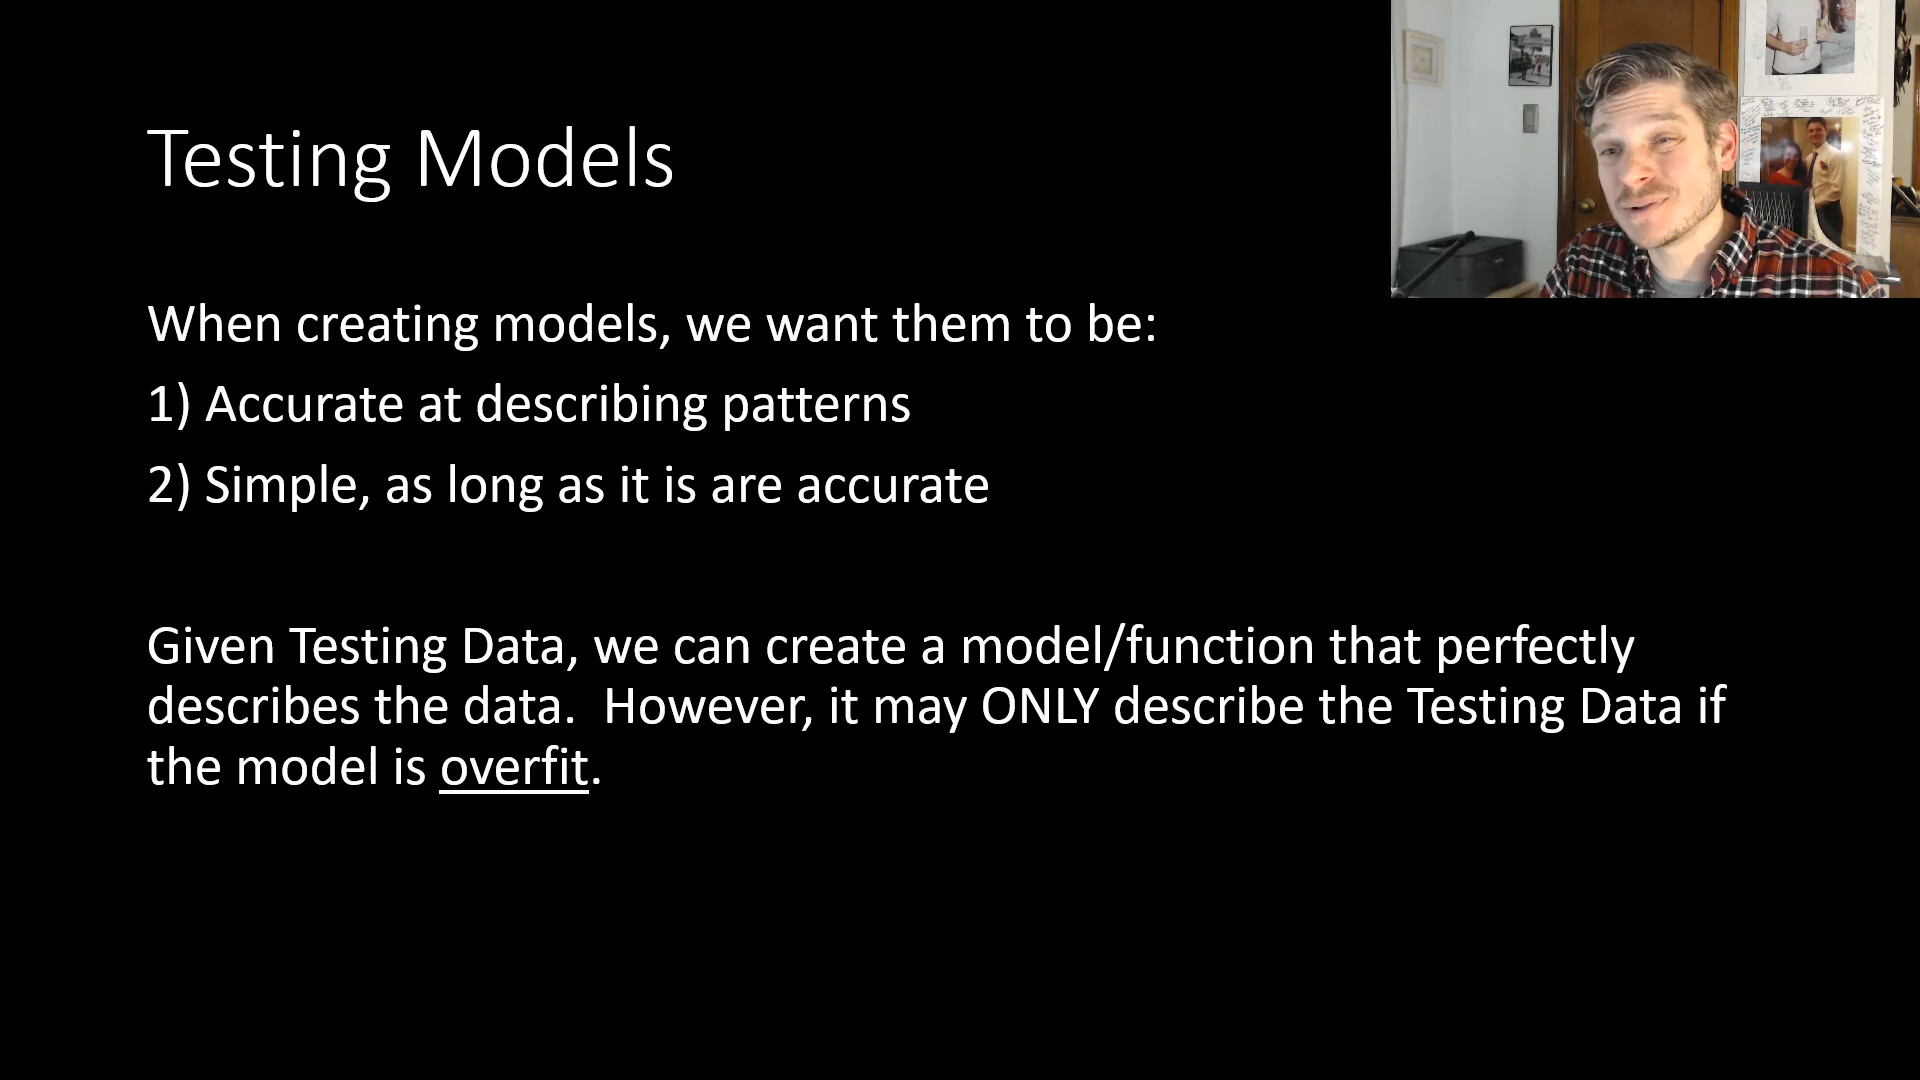 Testing Models
When creating models, we want them to be:
1) Accurate at describing patterns
2) Simple, as long as it is are accurate
Given Testing Data, we can create a model/function that perfectly
describes the data.  However, it may ONLY describe the Testing Data if
the model is overfit.